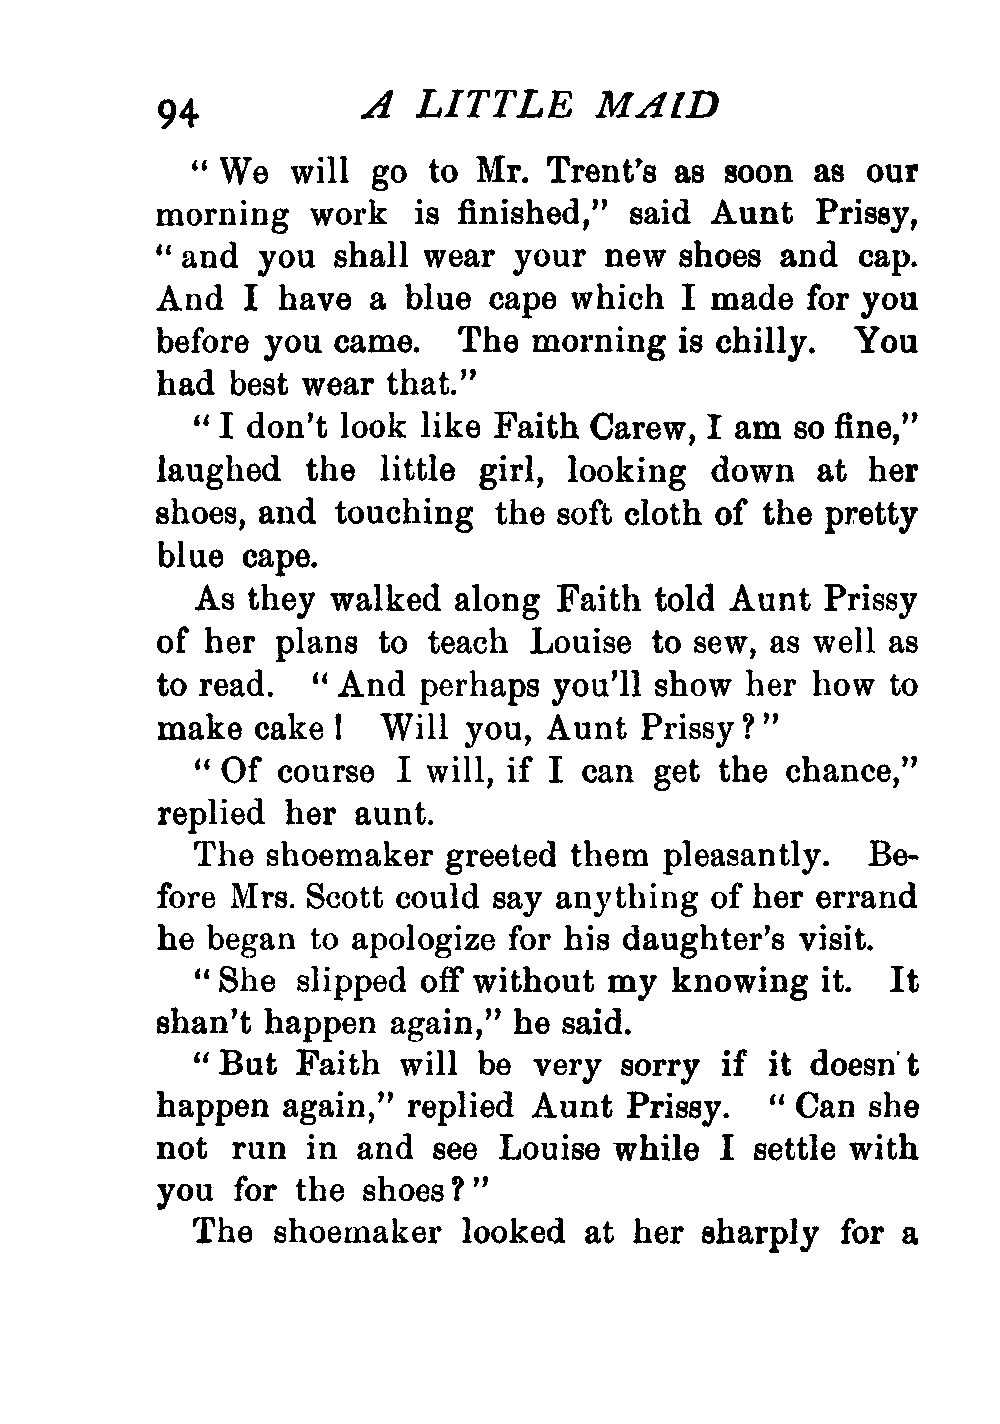 94 A LITTLE MAID
“ We will go to Mr. Trent’s as soon as our
morning work is finished,” said Aunt Prissy,
“ and you shall wear your new shoes and cap.
And I have a blue cape which I made for you
before you came. The morning is chilly. You
had best wear that.”
“ I don’t look like Faith Carew, I am so fine,”
laughed the little girl, looking down at her
shoes, and touching the soft cloth of the pretty
blue cape.
As they walked along Faith told Aunt Prissy
of her plans to teach Louise to sew, as well as
to read. “ And perhaps you’ll show her how to
make cake! Will you, Aunt Prissy?”
“ Of course I will, if I can get the chance,”
replied her aunt.
The shoemaker greeted them pleasantly. Be-
fore Mrs. Scott could say anything of her errand
he began to apologize for his daughter’s visit.
“ She slipped off without my knowing it. It
shan’t happen again,” he said.
“ But Faith will be very sorry if it doesn’t
happen again,” replied Aunt Prissy. “ Can she
not run in and see Louise while I settle with
you for the shoes?”
The shoemaker looked at her sharply for a